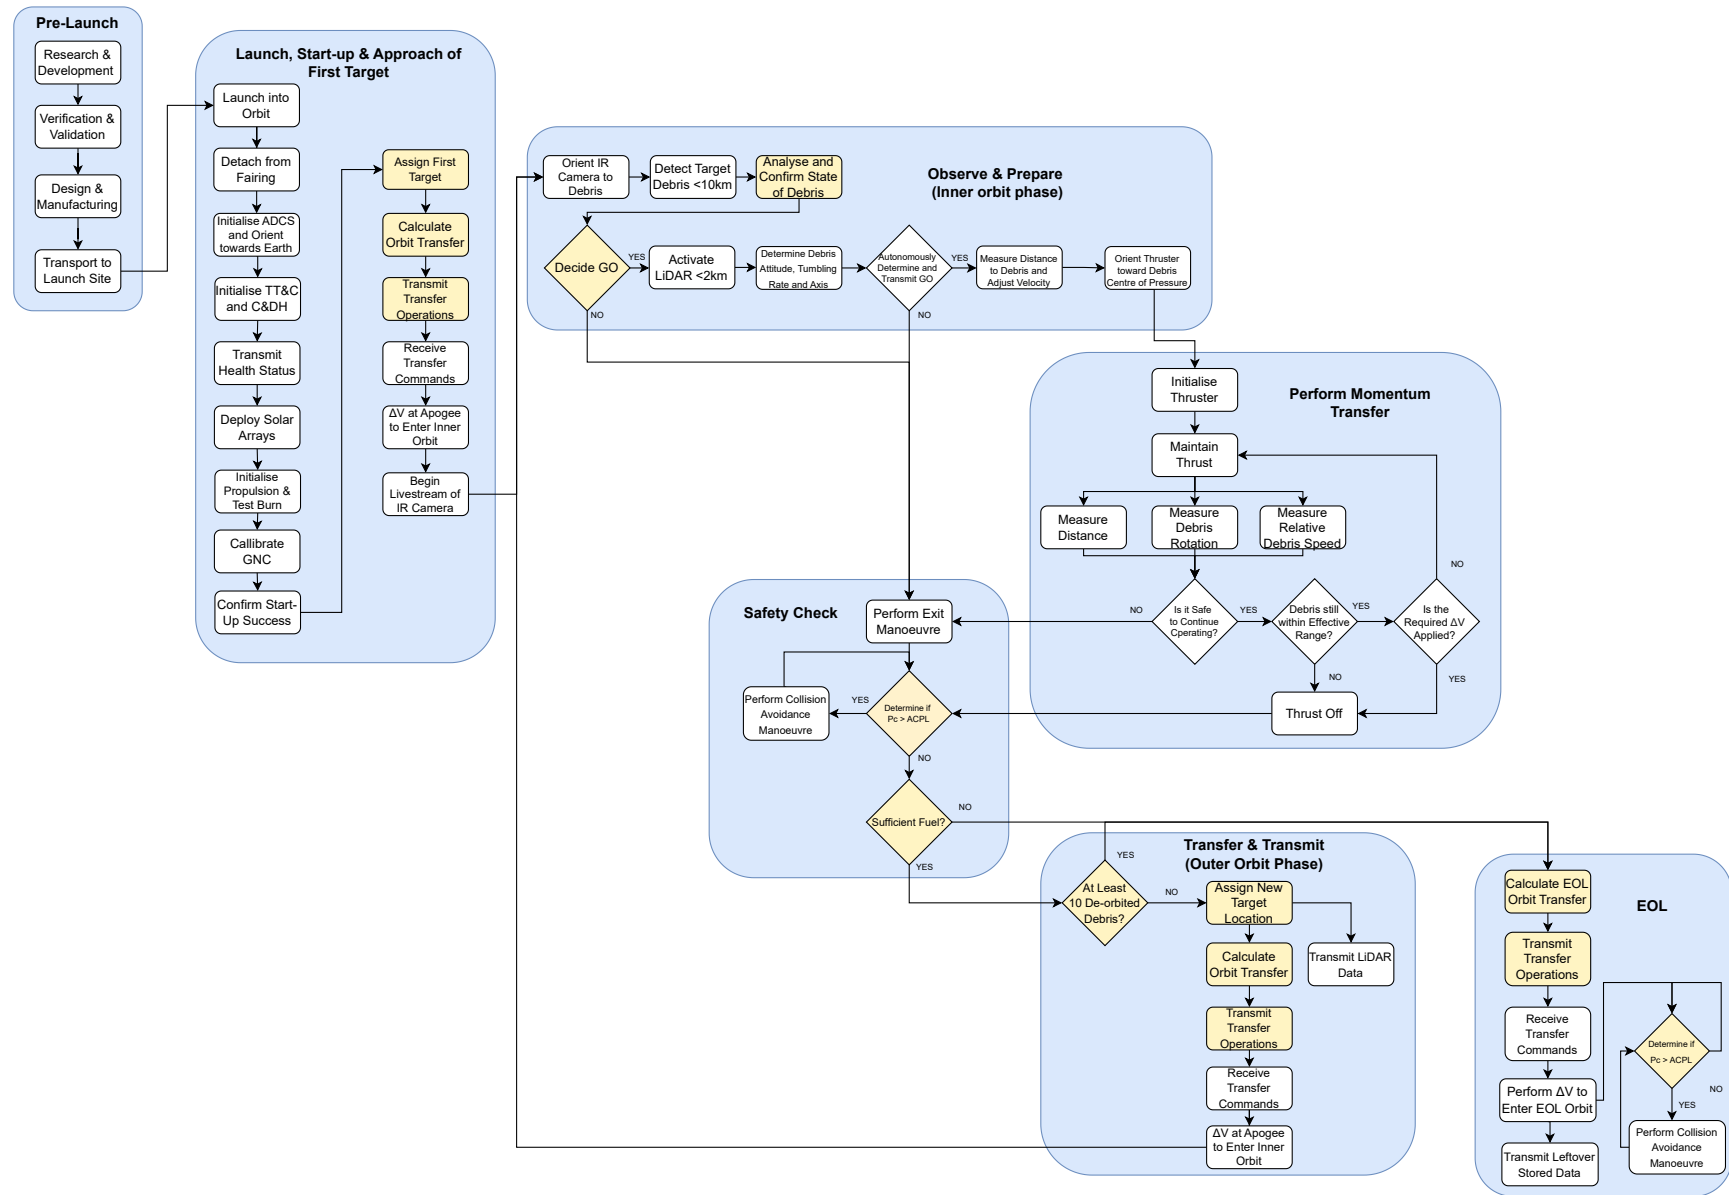 Pre-Launch
Research &
Development
Verification &
Validation
Design &
Manufacturing
Transport to
Launch Site
Launch, Start-up & Approach of
First Target
Launch into
Orbit
Detach from
Fairing
Initialise ADCS
and Orient
towards Earth
Initialise TT&C
and C&DH
Transmit
Health Status
Deploy Solar
Arrays
Initialise
Propulsion &
Test Burn
Callibrate
GNC
Confirm Start-
Up Success
Assign First
Target
Calculate
Orbit Transfer
Transmit
Transfer
Operations
Receive
Transfer
Commands
ΔV at Apogee
to Enter Inner
Orbit
Begin
Livestream of
IR Camera
Observe & Prepare
(Inner orbit phase)
Orient IR
Camera to
Debris
Detect Target
Debris <10km
Analyse and
Confirm State
of Debris
Decide GO
YES
NO
Activate
LiDAR <2km
Determine Debris
Attitude, Tumbling
Rate and Axis
Autonomously
Determine and
Transmit GO
YES
NO
Measure Distance
to Debris and
Adjust Velocity
Orient Thruster
toward Debris
Centre of Pressure
Perform Momentum
Transfer
Initialise
Thruster
Maintain
Thrust
Measure
Distance
Measure
Debris
Rotation
Measure
Relative
Debris Speed
Is it Safe
to Continue
Cperating?
NO
YES
Debris still
within Effective
Range?
YES
NO
Is the
Required ΔV
Applied?
NO
YES
Thrust Off
Safety Check
Perform Exit
Manoeuvre
Determine if
Pc > ACPL
YES
NO
Perform Collision
Avoidance
Manoeuvre
Sufficient Fuel?
NO
YES
Transfer & Transmit
(Outer Orbit Phase)
At Least
10 De-orbited
Debris?
YES
NO
Assign New
Target
Location
Transmit LiDAR
Data
Calculate
Orbit Transfer
Transmit
Transfer
Operations
Receive
Transfer
Commands
ΔV at Apogee
to Enter Inner
Orbit
EOL
Calculate EOL
Orbit Transfer
Transmit
Transfer
Operations
Receive
Transfer
Commands
Perform ΔV to
Enter EOL Orbit
Transmit Leftover
Stored Data
Determine if
Pc > ACPL
NO
YES
Perform Collision
Avoidance
Manoeuvre